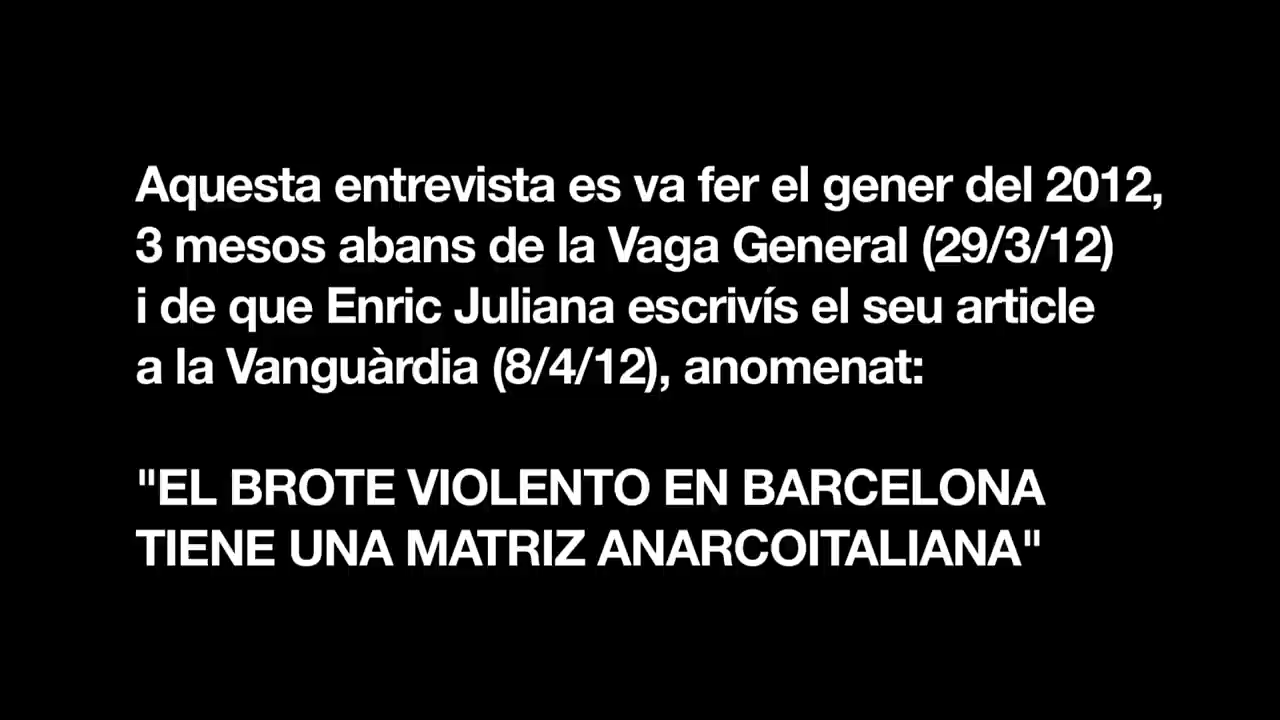 Aquesta entrevista es va fer el gener del 2012,
3 mesos abans de la Vaga General (29/3/12)
i de que Enric Juliana escrivís el seu article
a la Vanguàrdia (8/4/12), anomenat:
"EL BROTE VIOLENTO EN BARCELONA
TIENE UNA MATRIZ ANARCOITALIANA"